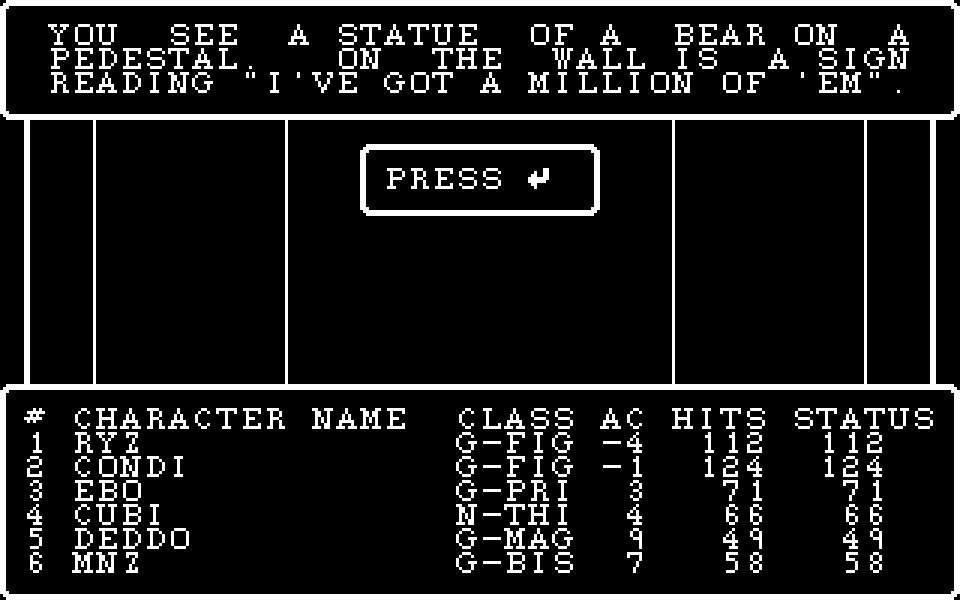 YOU SEE A STATUE OF A BEAR ON A
PEDESTAL. ON THE WALL IS A SIGN
READING "I'VE GOT A MILLION OF 'EM".
PRESS ↵
# CHARACTER NAME CLASS AC HITS STATUS
1 RYZ G-FIG -4 112 112
2 CONDI G-FIG -1 124 124
3 EBO G-PRI 3 71 71
4 CUBI N-THI 4 66 66
5 DEDDO G-MAG 9 49 49
6 MNZ G-BIS 7 58 58